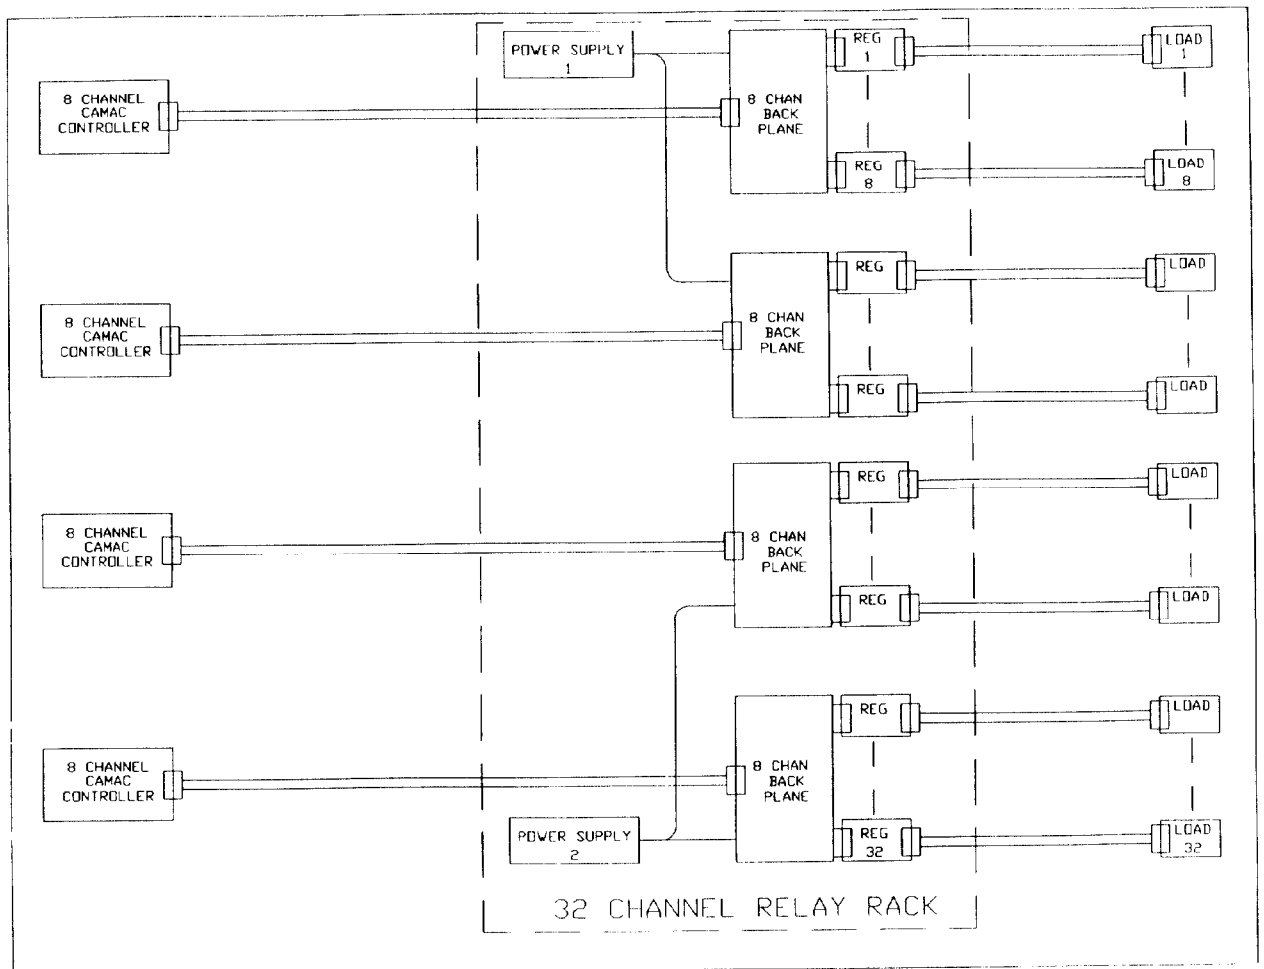 POWER SUPPLY
1
8 CHANNEL
CAMAC
CONTROLLER
8 CHAN
BACK
PLANE
REG
1
LOAD
1
REG
8
LOAD
8
8 CHANNEL
CAMAC
CONTROLLER
8 CHAN
BACK
PLANE
REG
LOAD
REG
LOAD
8 CHANNEL
CAMAC
CONTROLLER
8 CHAN
BACK
PLANE
REG
LOAD
REG
LOAD
8 CHANNEL
CAMAC
CONTROLLER
8 CHAN
BACK
PLANE
REG
LOAD
POWER SUPPLY
2
REG
32
LOAD
32
32 CHANNEL RELAY RACK